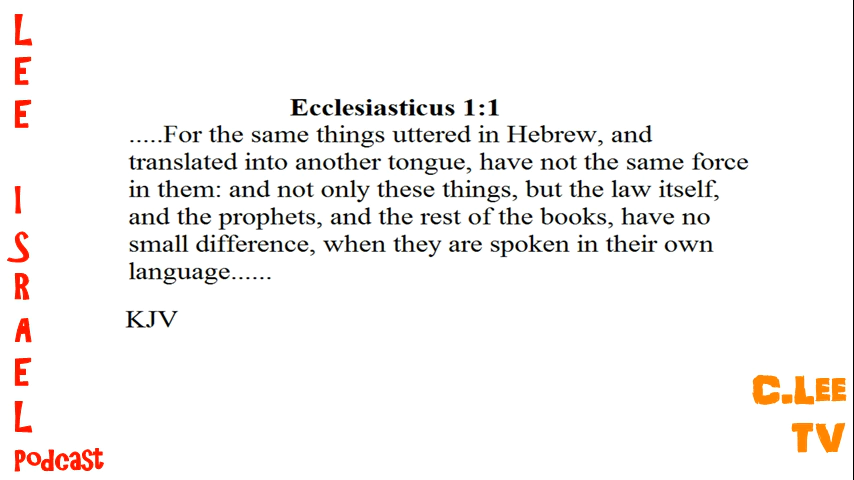 LEE ISRAEL
Podcast
Ecclesiasticus 1:1
.....For the same things uttered in Hebrew, and
translated into another tongue, have not the same force
in them: and not only these things, but the law itself,
and the prophets, and the rest of the books, have no
small difference, when they are spoken in their own
language......
KJV
C.LEE
TV